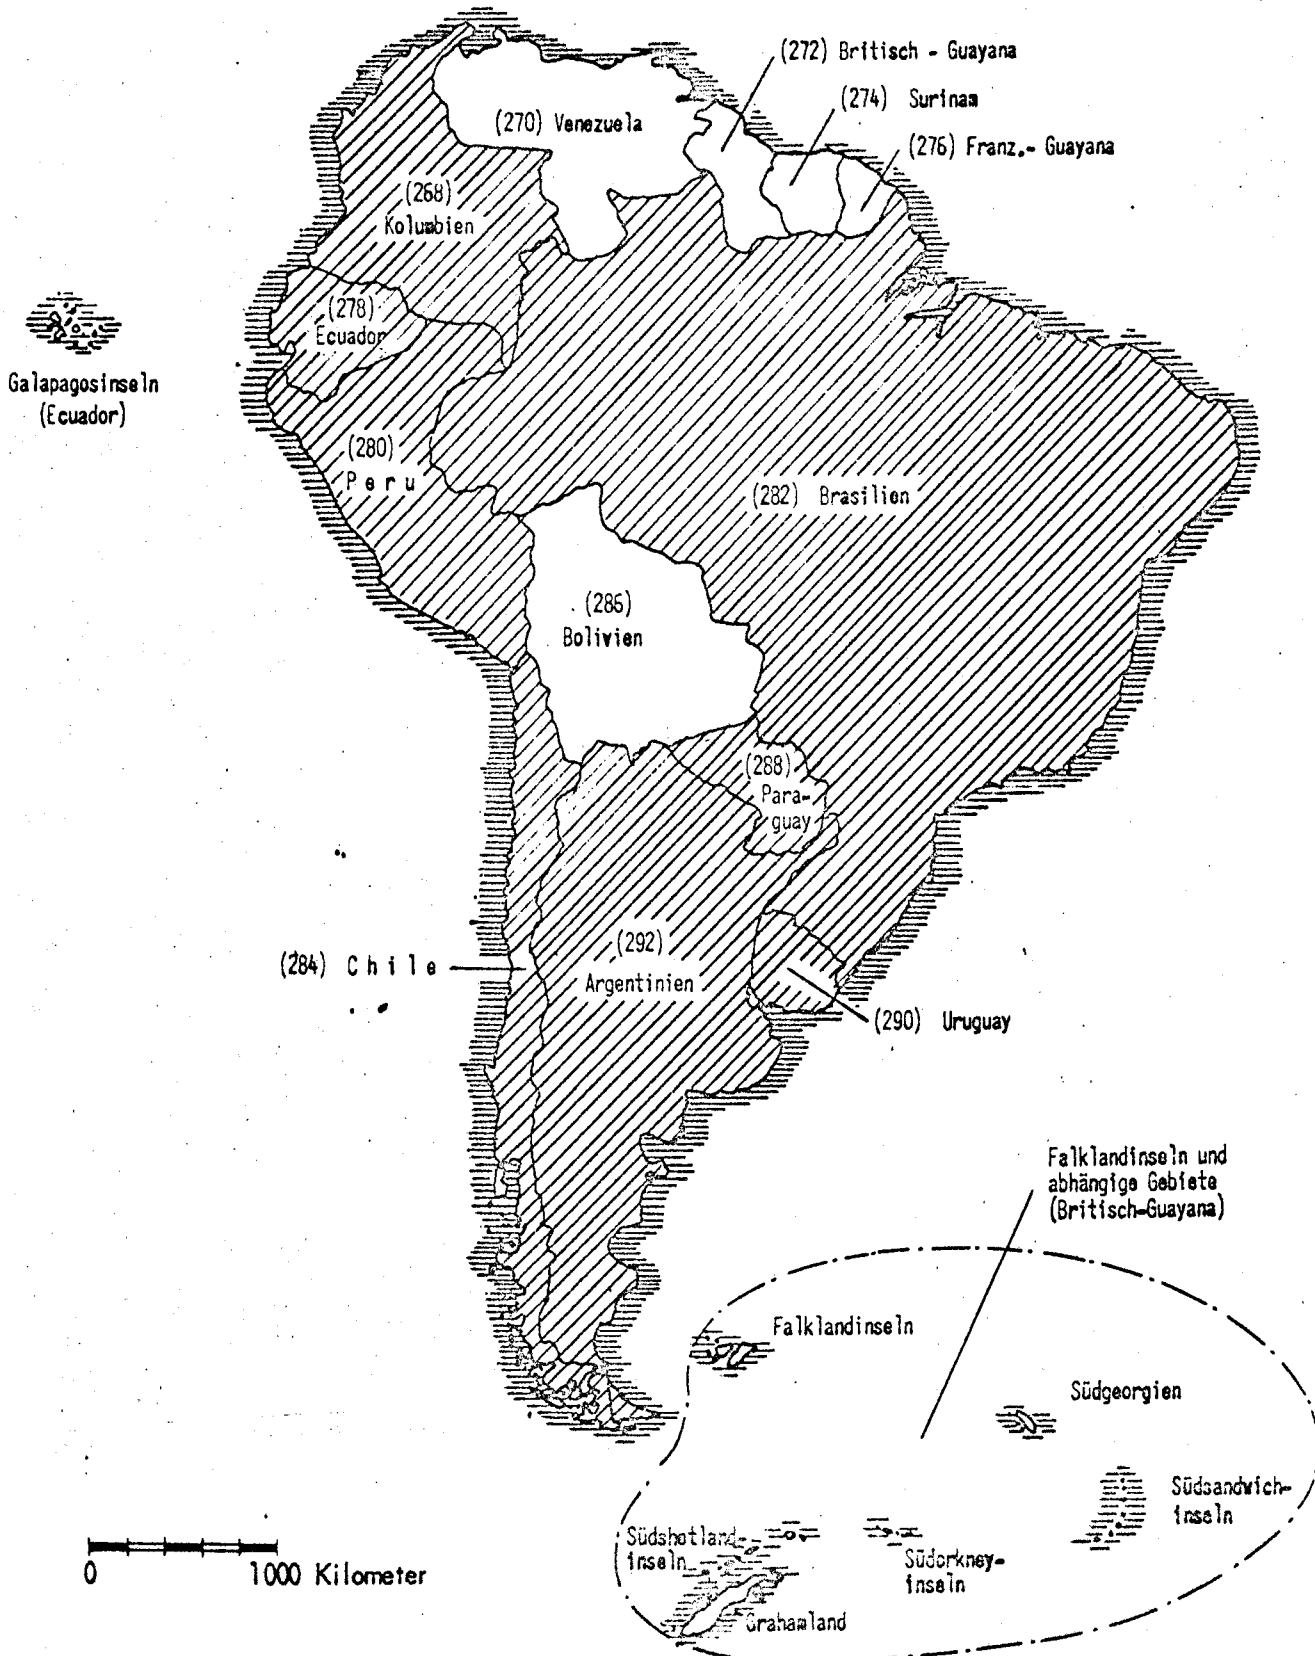 (272) Britisch - Guayana
(274) Surinam
(276) Franz.- Guayana
(270) Venezuela
(268)
Kolumbien
(278)
Ecuador
Galapagosinseln
(Ecuador)
(280)
Peru
(282) Brasilien
(286)
Bolivien
(288)
Para-
guay
(284) Chile
(292)
Argentinien
(290) Uruguay
Falklandinseln und
abhängige Gebiete
(Britisch-Guayana)
Falklandinseln
Südgeorgien
Südsandwich-
inseln
Südshetland-
inseln
Südorkney-
inseln
Grahamland
0 1000 Kilometer